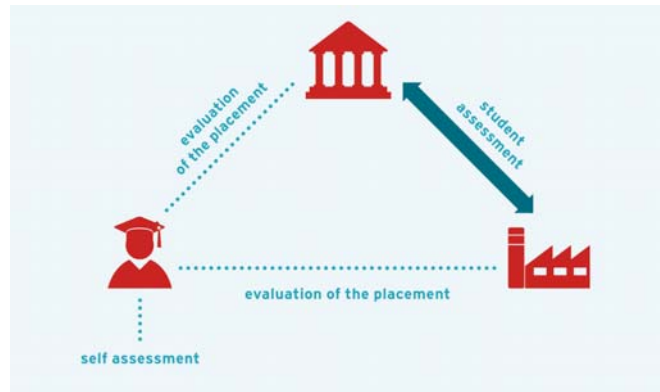 evaluation
of the placement
student
assessment
evaluation of the placement
self assessment